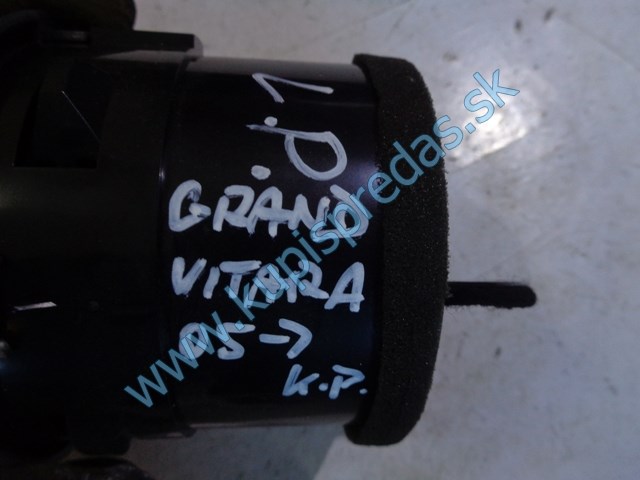 GRAND
VITARA
05->
K.P.
www.kupispredas.sk